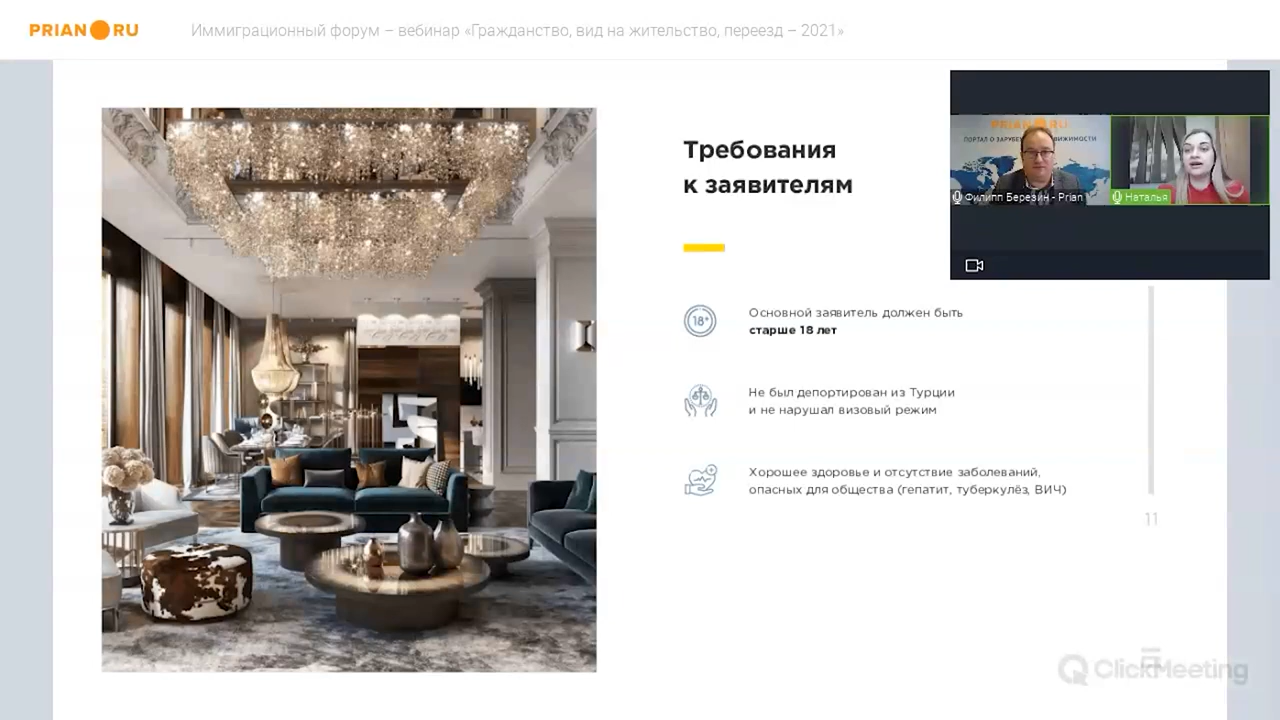 PRIAN RU
Иммиграционный форум – вебинар «Гражданство, вид на жительство, переезд – 2021»
PRIAN RU
Филипп Березин - Prian
Наталья
Требования
к заявителям
18+
Основной заявитель должен быть
старше 18 лет
Не был депортирован из Турции
и не нарушал визовый режим
Хорошее здоровье и отсутствие заболеваний,
опасных для общества (гепатит, туберкулёз, ВИЧ)
11
ClickMeeting